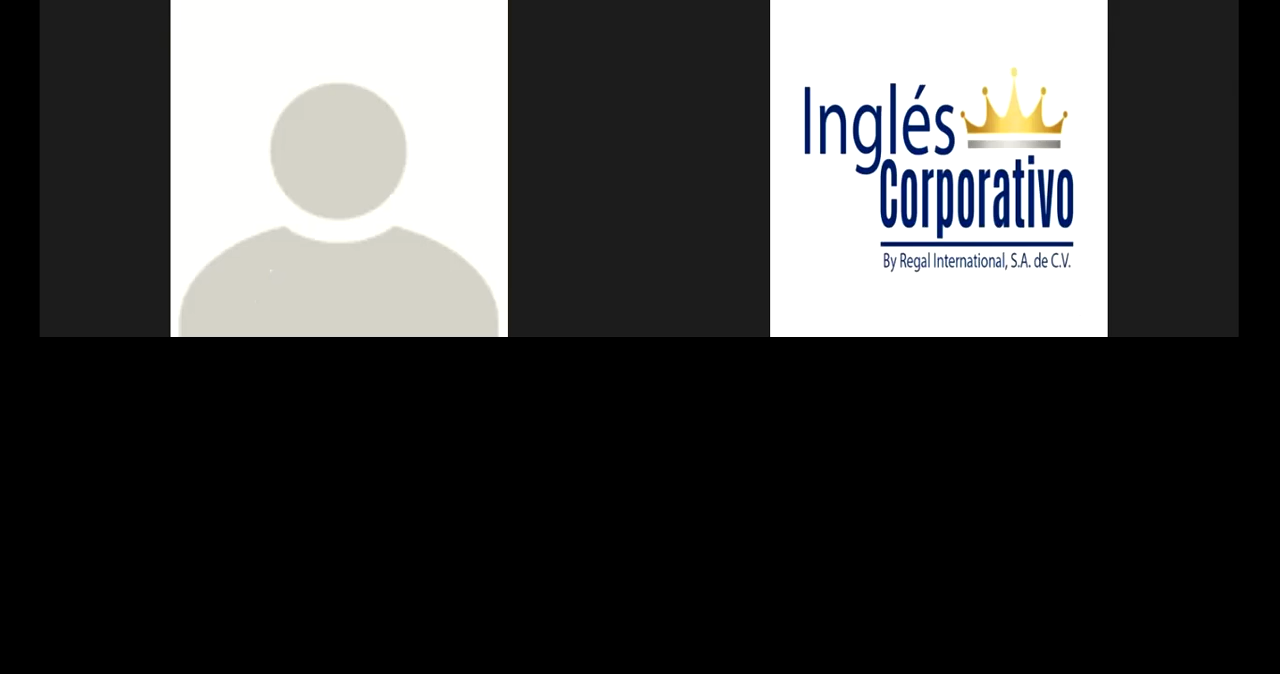 Inglés
Corporativo
By Regal International, S.A. de C.V.